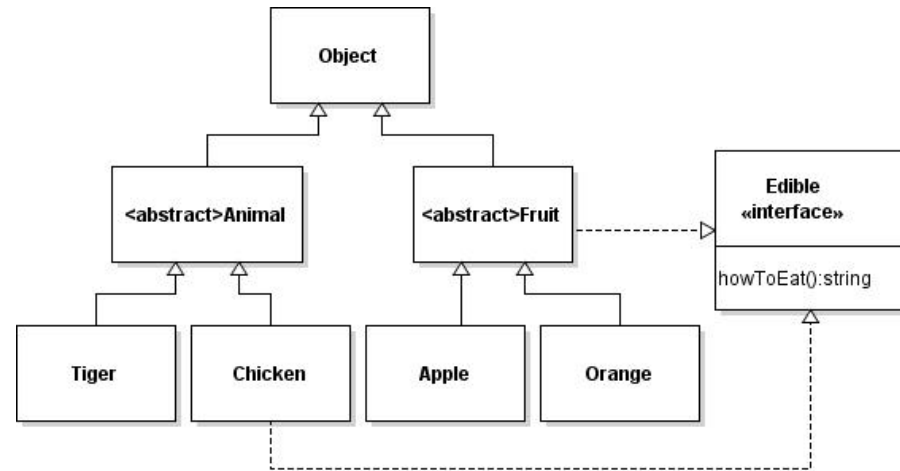 Object
<abstract>Animal
<abstract>Fruit
Edible
«interface»
howToEat():string
Tiger
Chicken
Apple
Orange